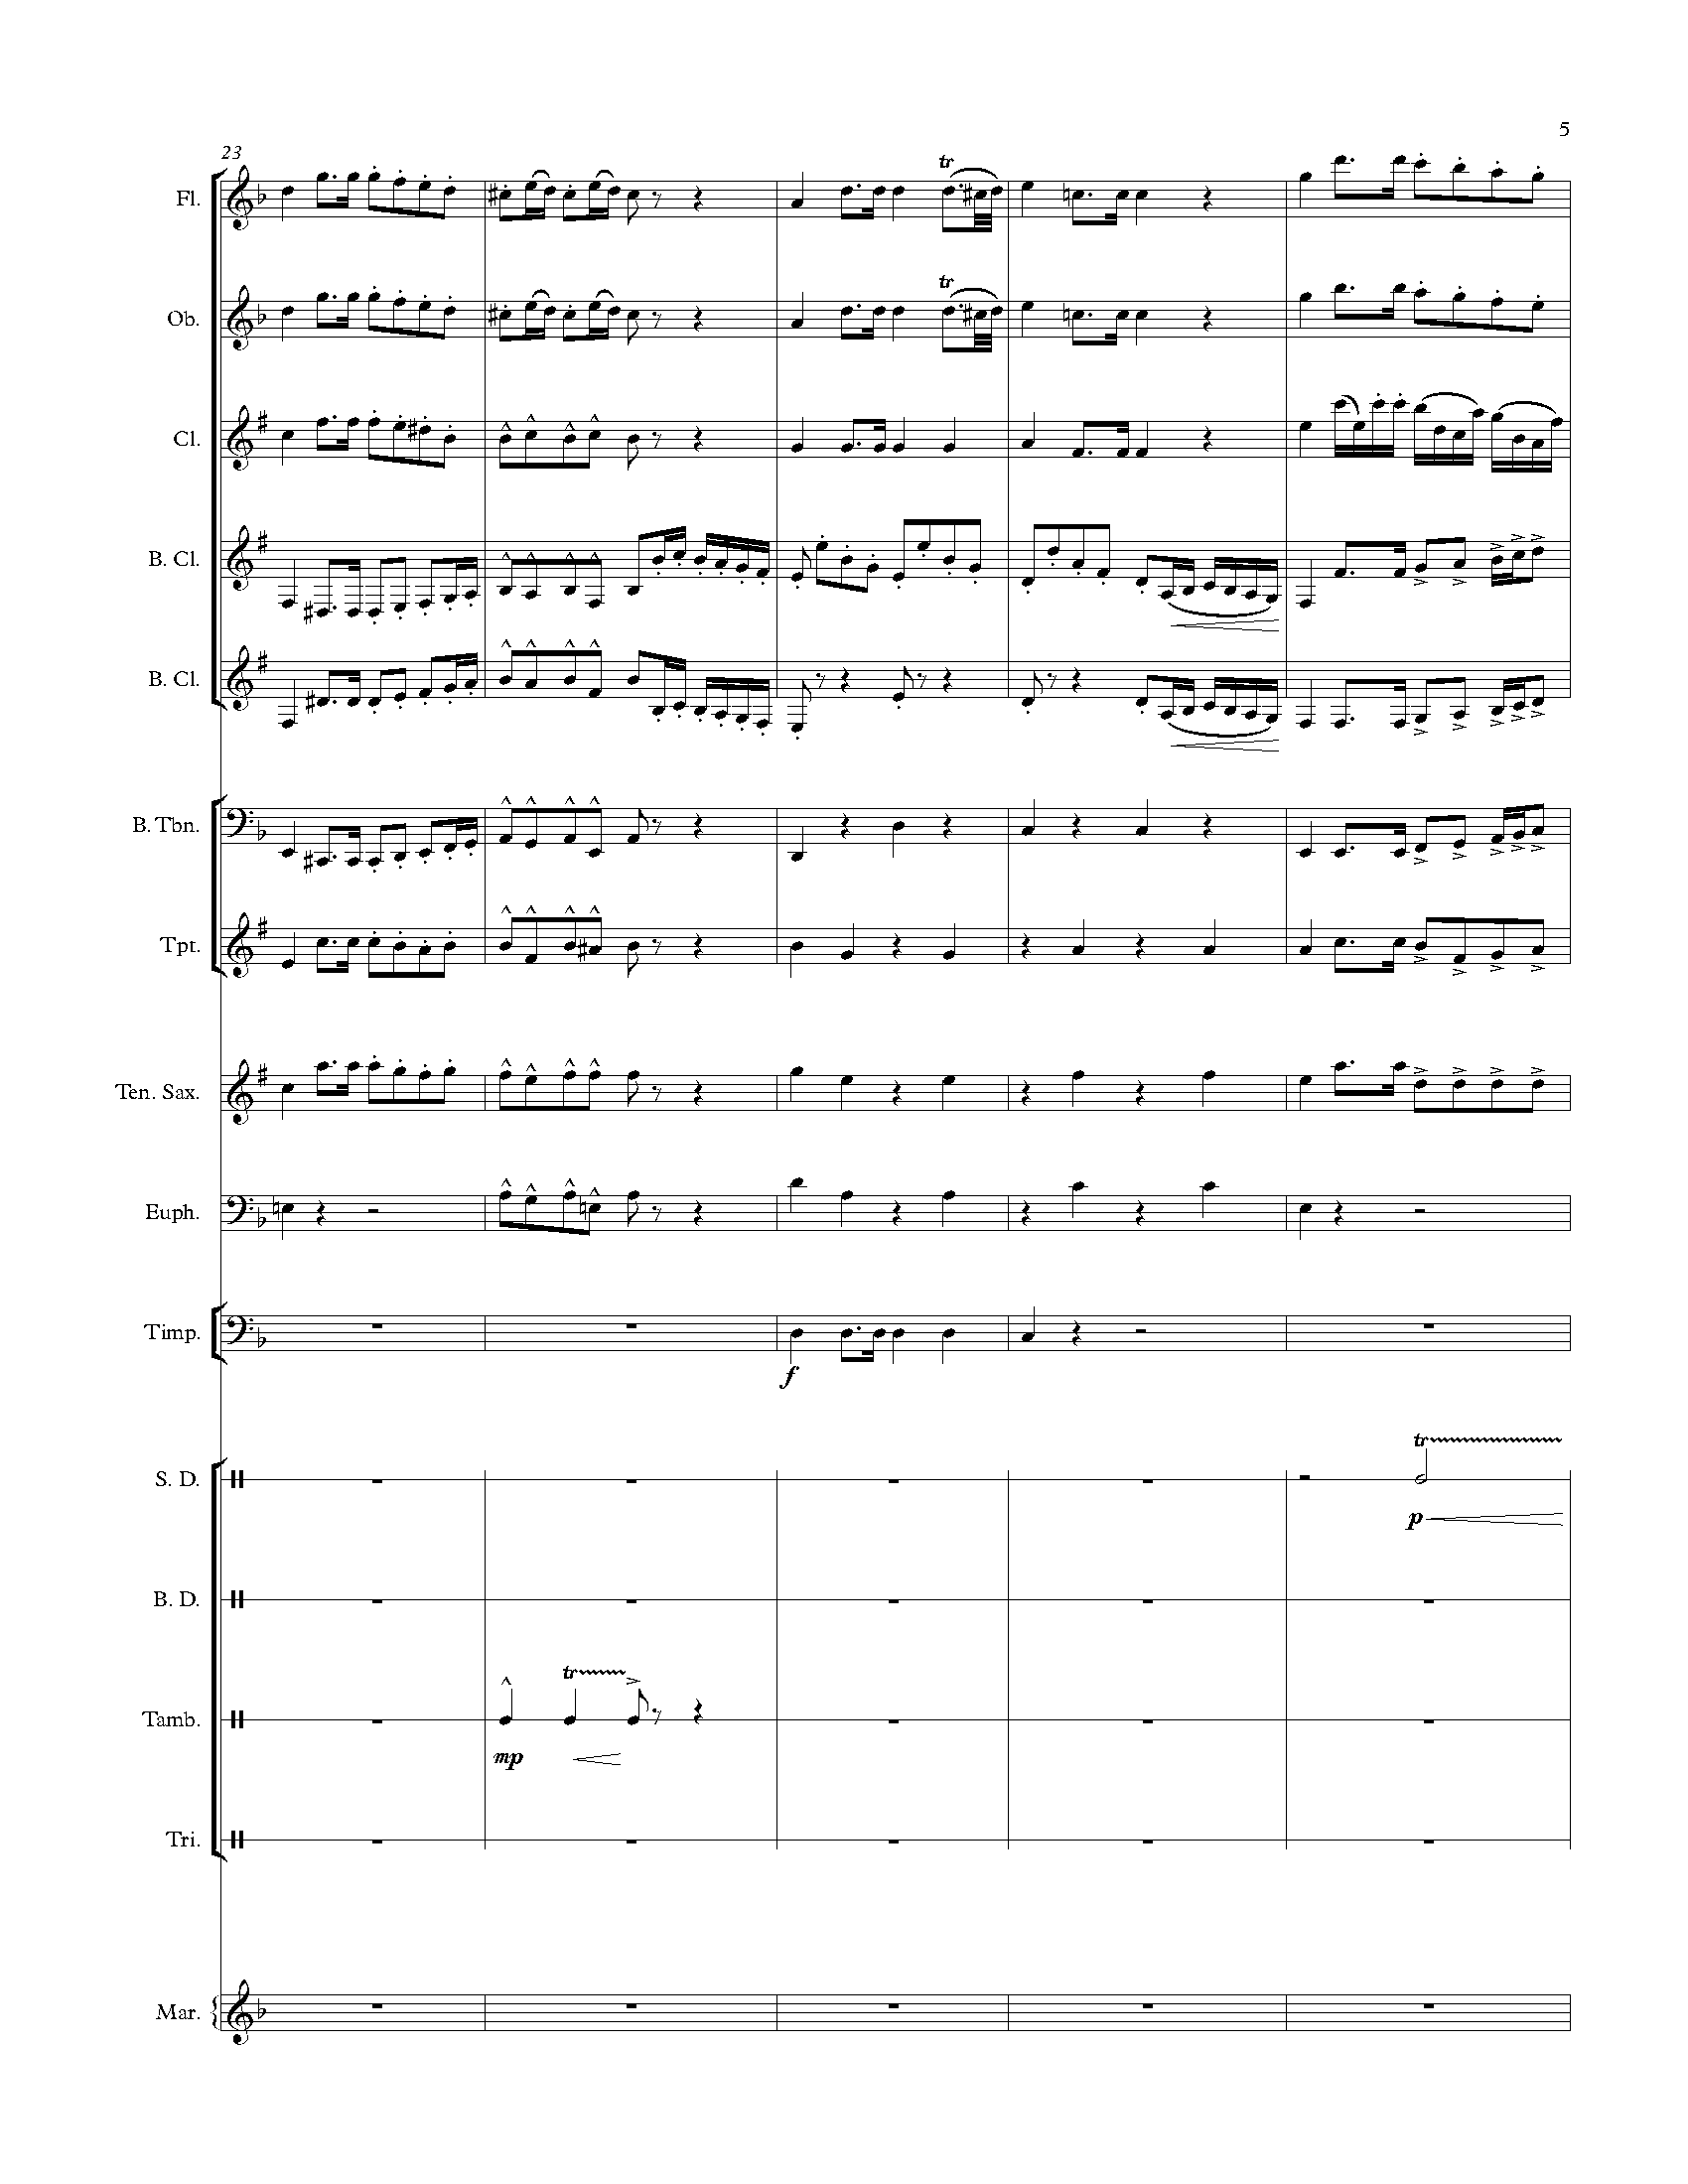 5
23
Fl.
tr
Ob.
tr
Cl.
B. Cl.
B. Cl.
B. Tbn.
Tpt.
Ten. Sax.
Euph.
Timp.
f
tr
S. D.
p
B. D.
tr
Tamb.
mp
Tri.
Mar.